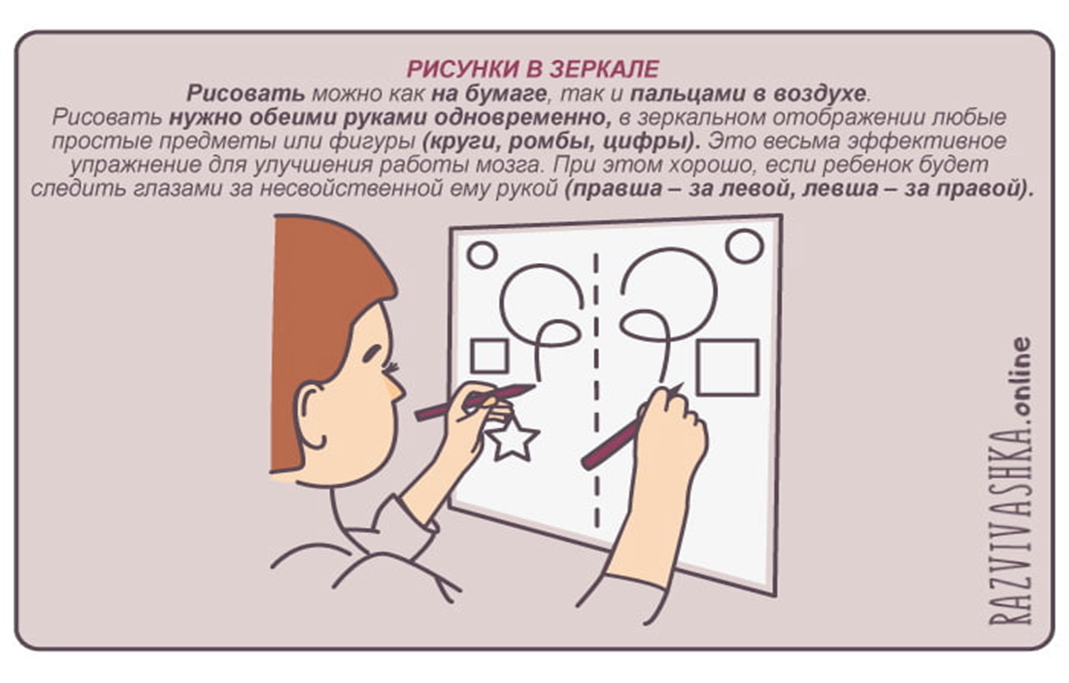 РИСУНКИ В ЗЕРКАЛЕ
Рисовать можно как на бумаге, так и пальцами в воздухе.
Рисовать нужно обеими руками одновременно, в зеркальном отображении любые
простые предметы или фигуры (круги, ромбы, цифры). Это весьма эффективное
упражнение для улучшения работы мозга. При этом хорошо, если ребенок будет
следить глазами за несвойственной ему рукой (правша – за левой, левша – за правой).
RAZVIVASHKA.online